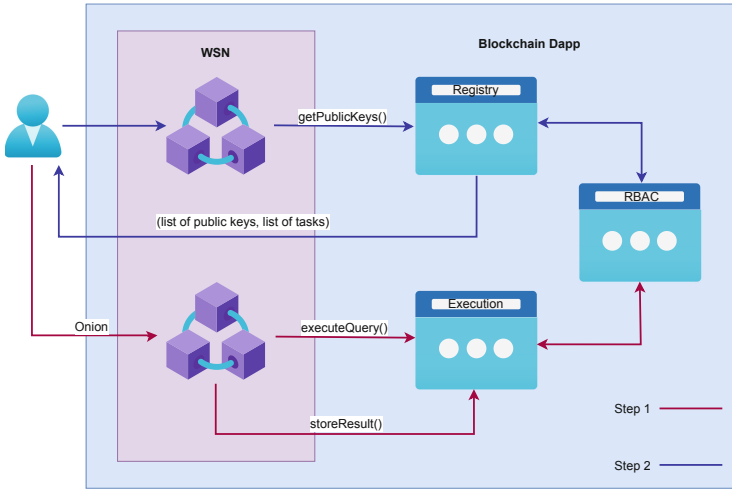 WSN
Blockchain Dapp
Registry
getPublicKeys()
RBAC
(list of public keys, list of tasks)
Execution
Onion
executeQuery()
Step 1
storeResult()
Step 2